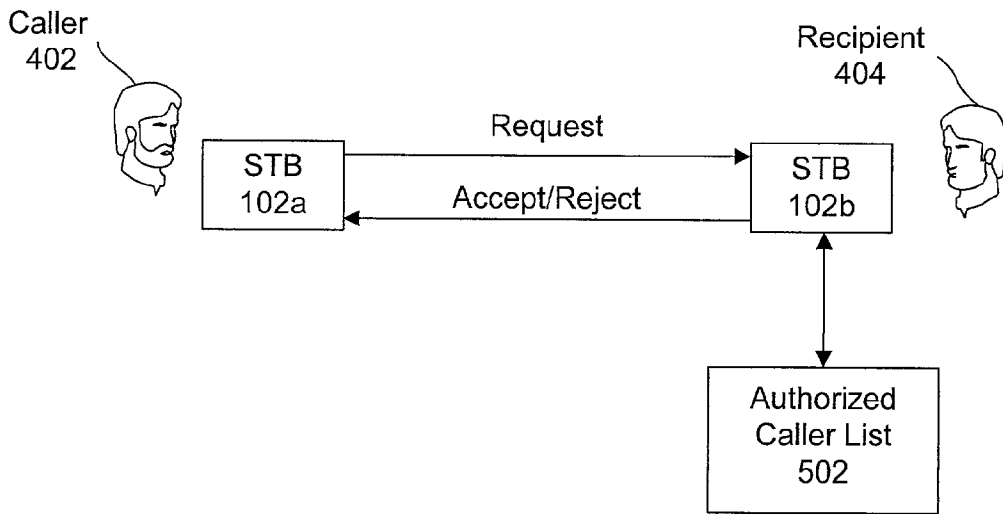 Caller
402
Recipient
404
Request
STB
102a
Accept/Reject
STB
102b
Authorized
Caller List
502